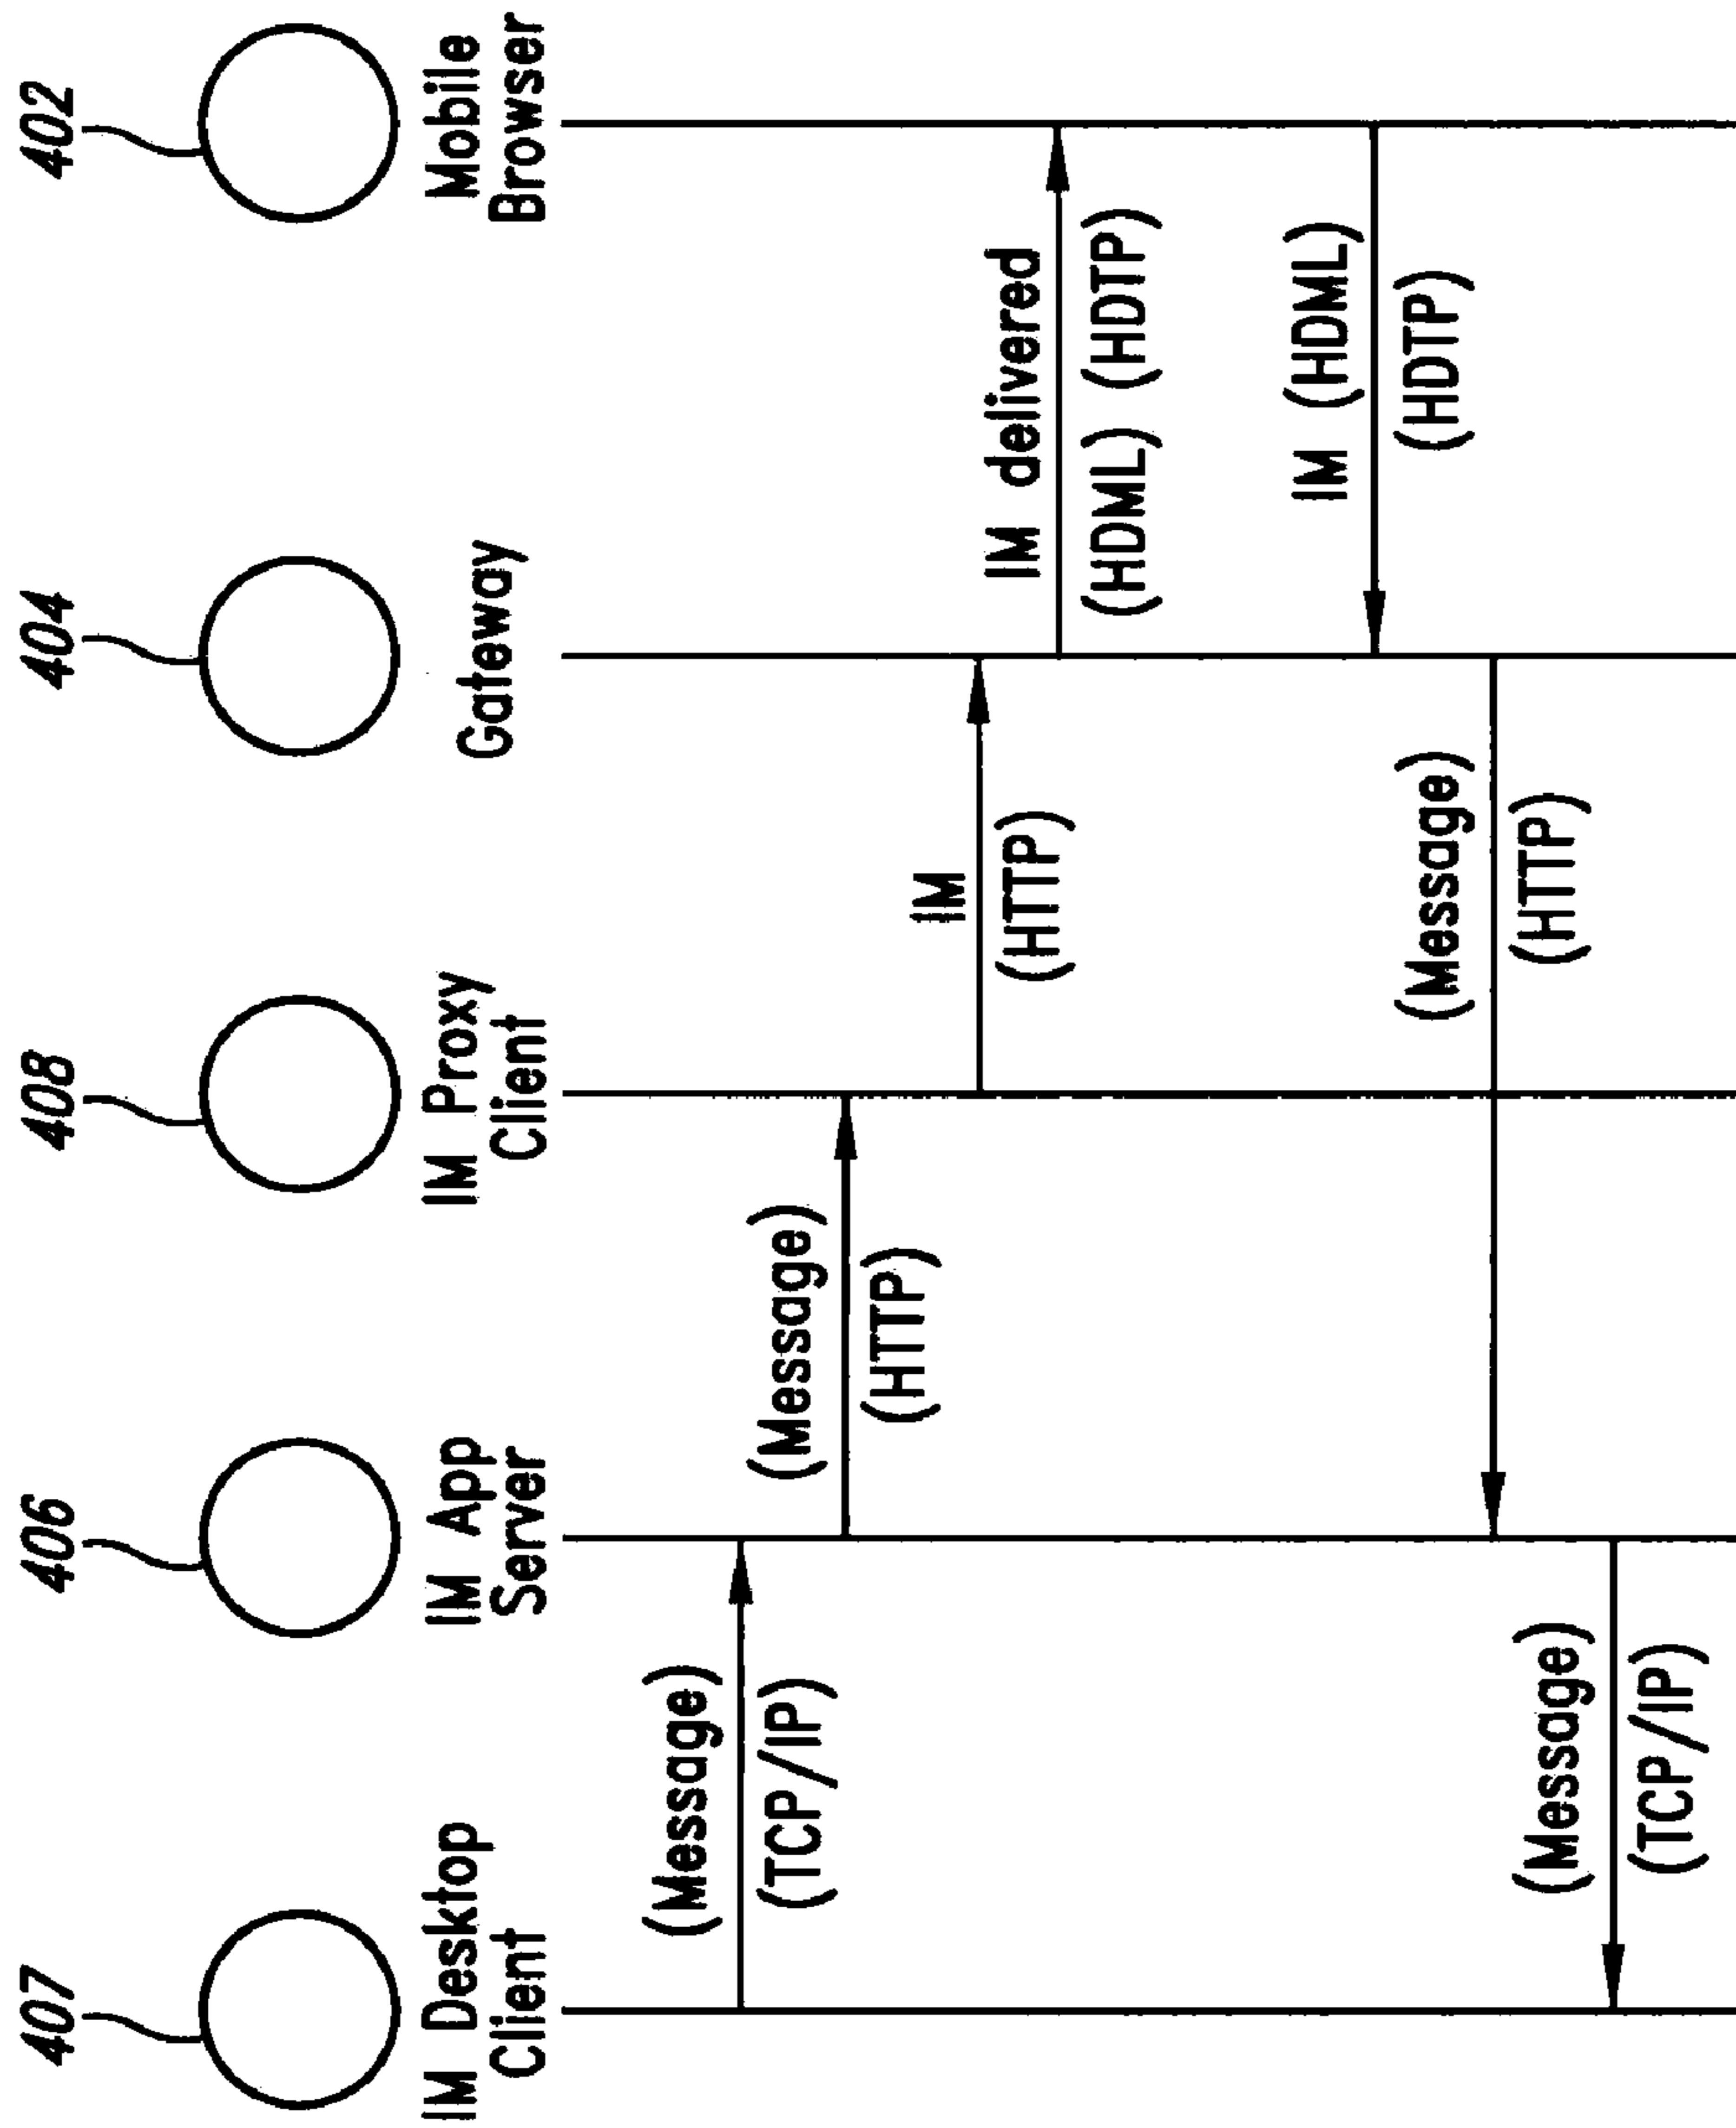 407
406
408
404
402
IM Desktop
Client
IM App
Server
IM Proxy
Client
Gateway
Mobile
Browser
(Message)
(TCP/IP)
(Message)
(HTTP)
IM
(HTTP)
IM delivered
(HDML) (HDTP)
IM (HDML)
(HDTP)
(Message)
(HTTP)
(Message)
(TCP/IP)